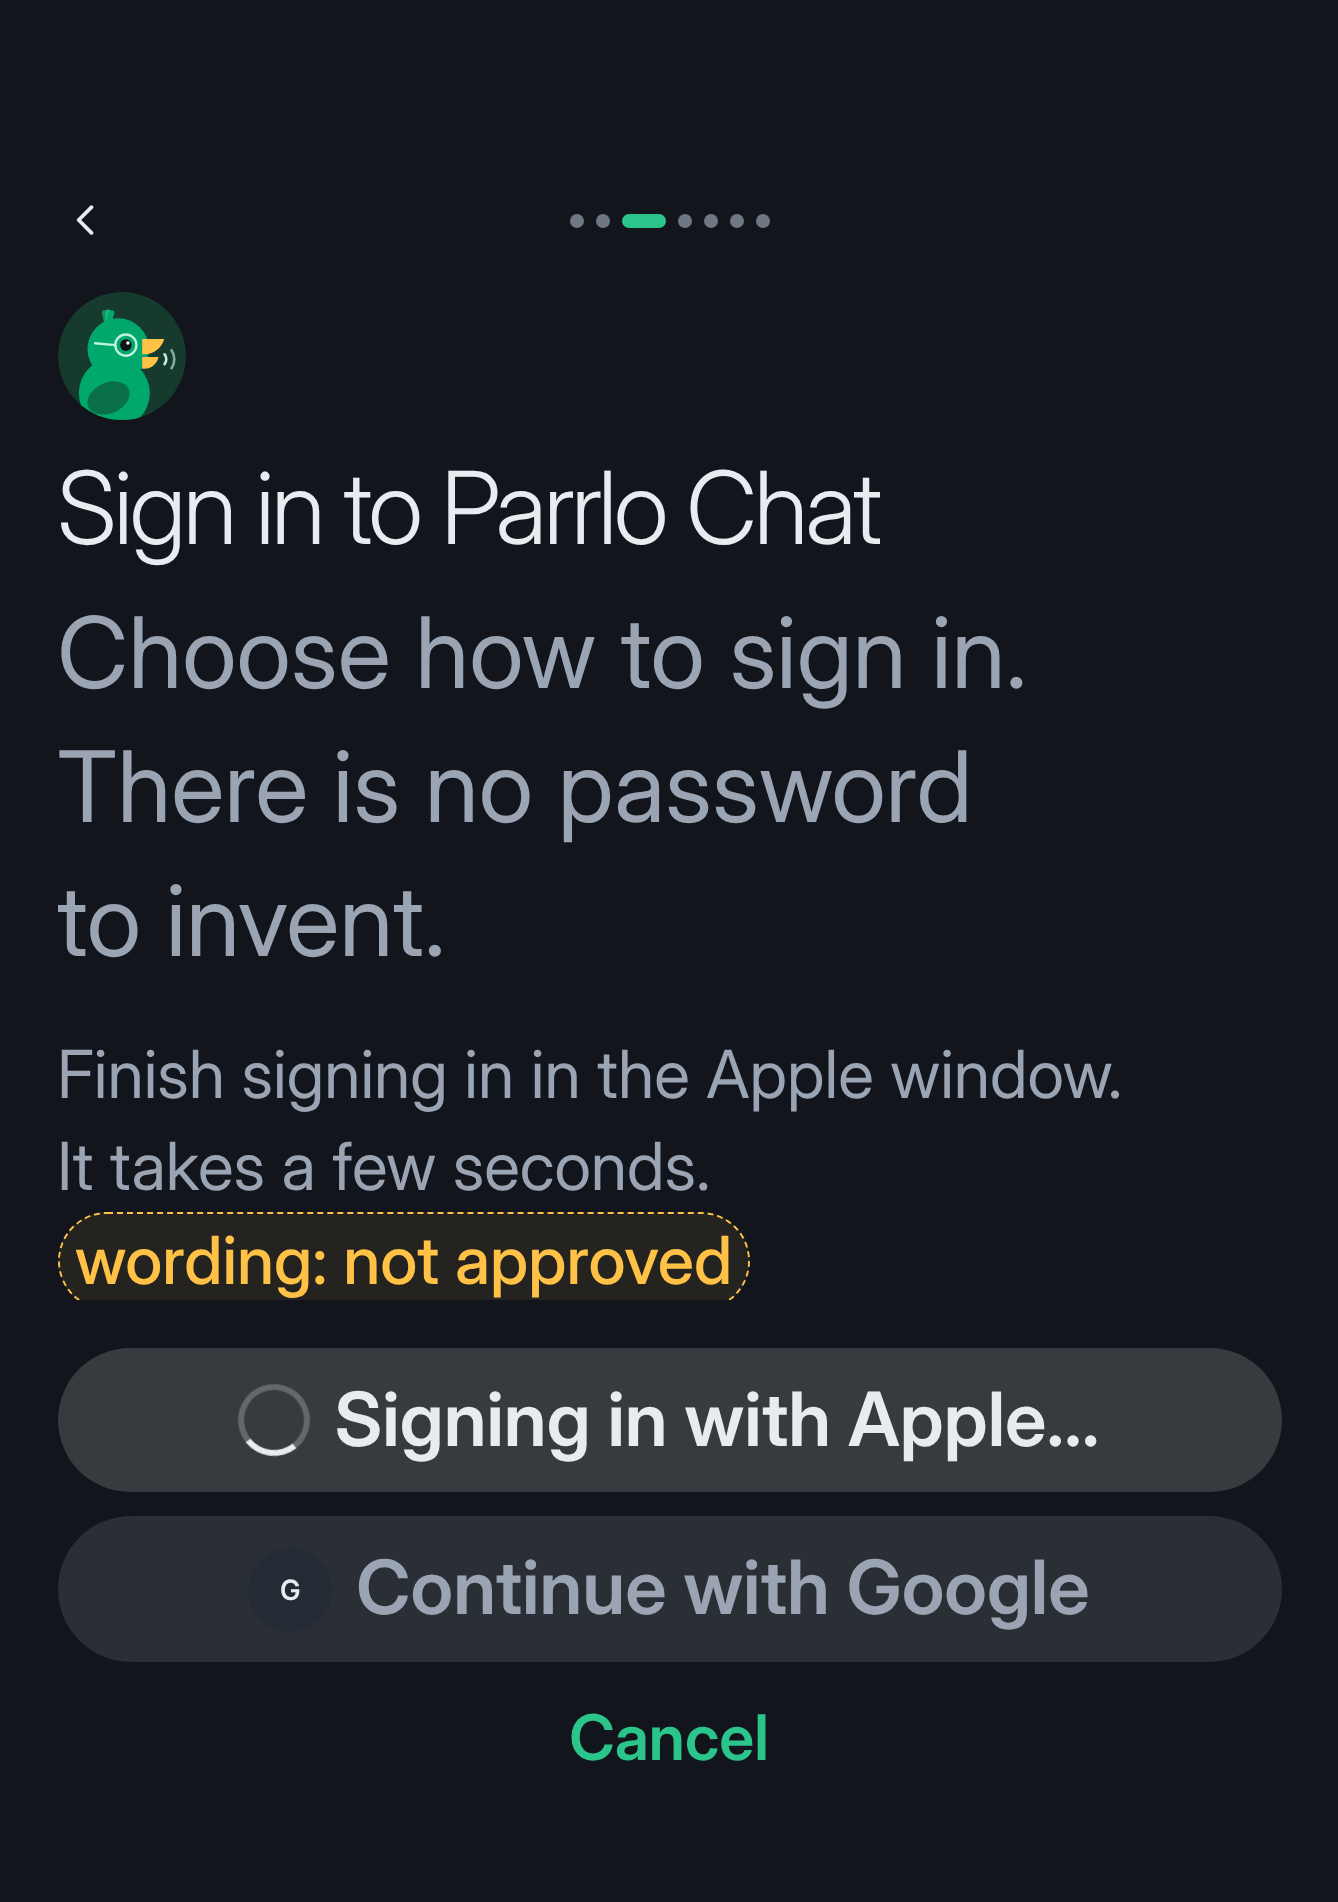 Sign in to Parrlo Chat
Choose how to sign in.
There is no password
to invent.
Finish signing in in the Apple window.
It takes a few seconds.
wording: not approved
Signing in with Apple...
G Continue with Google
Cancel